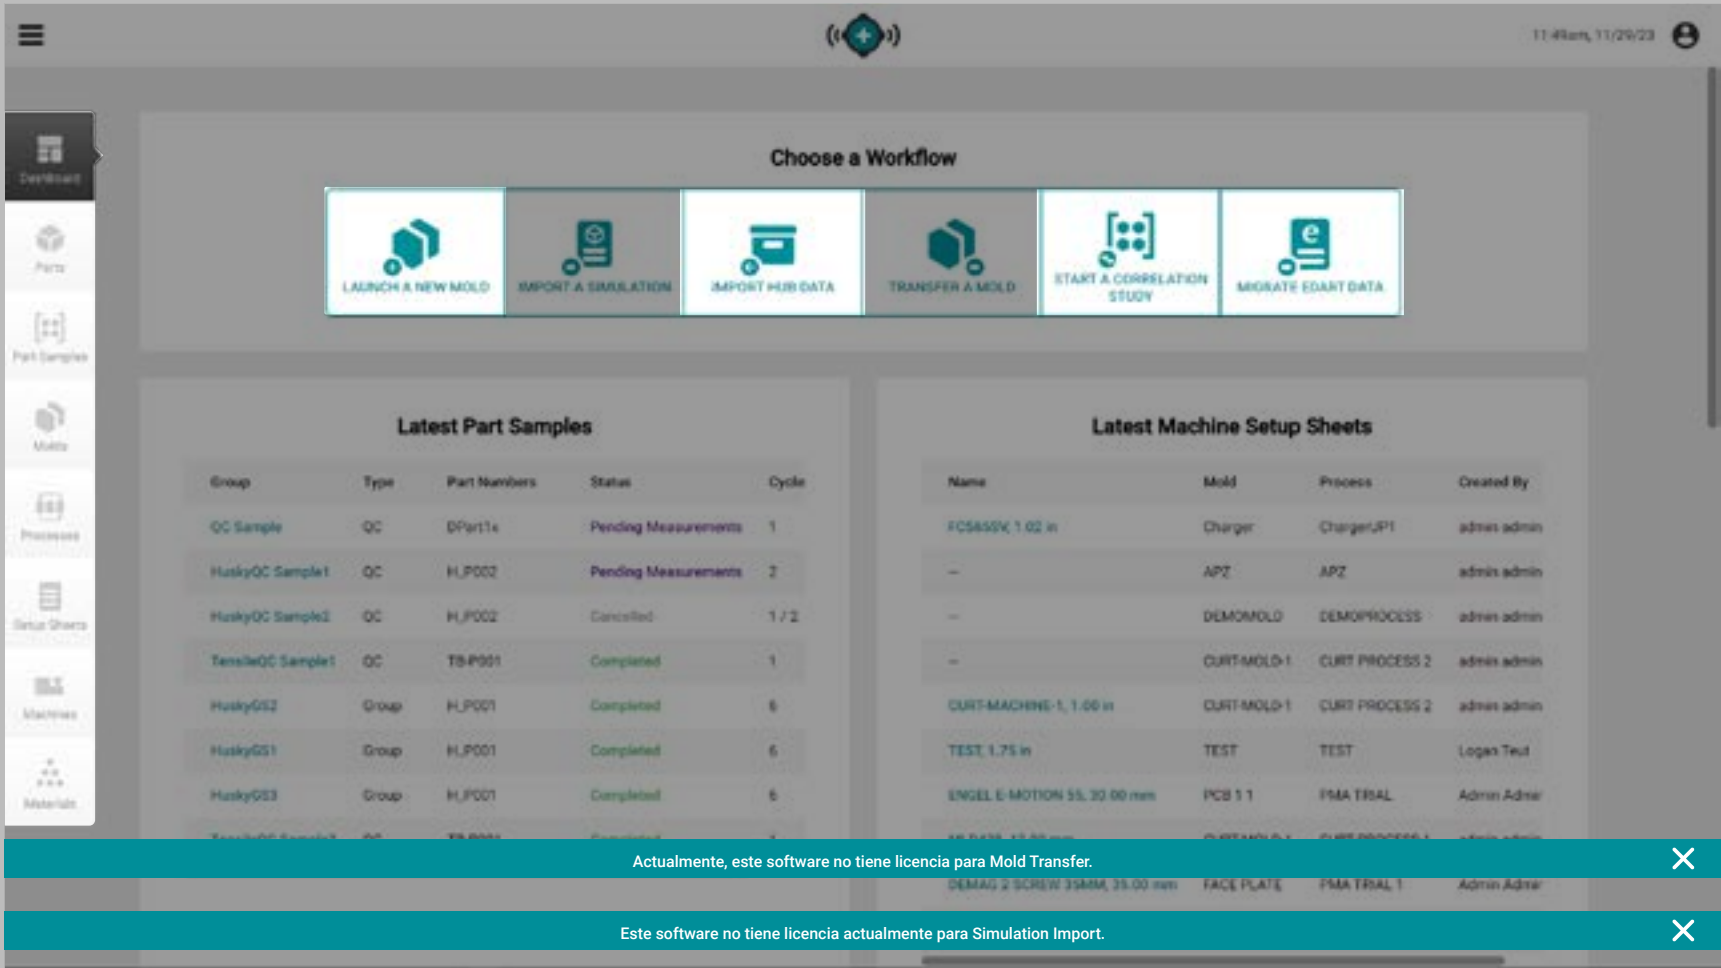 11:49am, 11/29/23
Dashboard
Parts
Part Samples
Molds
Processes
Setup Sheets
Machines
Materials
Choose a Workflow
LAUNCH A NEW MOLD
IMPORT A SIMULATION
IMPORT HUB DATA
TRANSFER A MOLD
START A CORRELATION
STUDY
MIGRATE EDART DATA
Latest Part Samples
Group Type Part Numbers Status Cycle
QC Sample QC Pending Measurements 1
HuskyQC Sample1 QC H_P002 Pending Measurements 2
HuskyQC Sample2 QC H_P002 Cancelled 1 / 2
TensileQC Sample1 QC TB-P001 Completed 1
HuskyGS2 Group H_P001 Completed 6
HuskyGS1 Group H_P001 Completed 6
HuskyGS3 Group H_P001 Completed 6
Latest Machine Setup Sheets
Name Mold Process Created By
1.02 in Charger ChargerUP1 admin admin
-- APZ APZ admin admin
-- DEMOMOLD DEMOPROCESS admin admin
-- CURT-MOLD-1 CURT PROCESS 2 admin admin
CURT-MACHINE-1, 1.00 in CURT-MOLD-1 CURT PROCESS 2 admin admin
TEST, 1.75 in TEST TEST Logan
ENGEL E-MOTION 55, 30.00 mm PCB 1 1 PMA TRIAL Admin
DEMAG 2 SCREW 35MM, 35.00 mm FACE PLATE PMA TRIAL 1 Admin
Actualmente, este software no tiene licencia para Mold Transfer.
Este software no tiene licencia actualmente para Simulation Import.